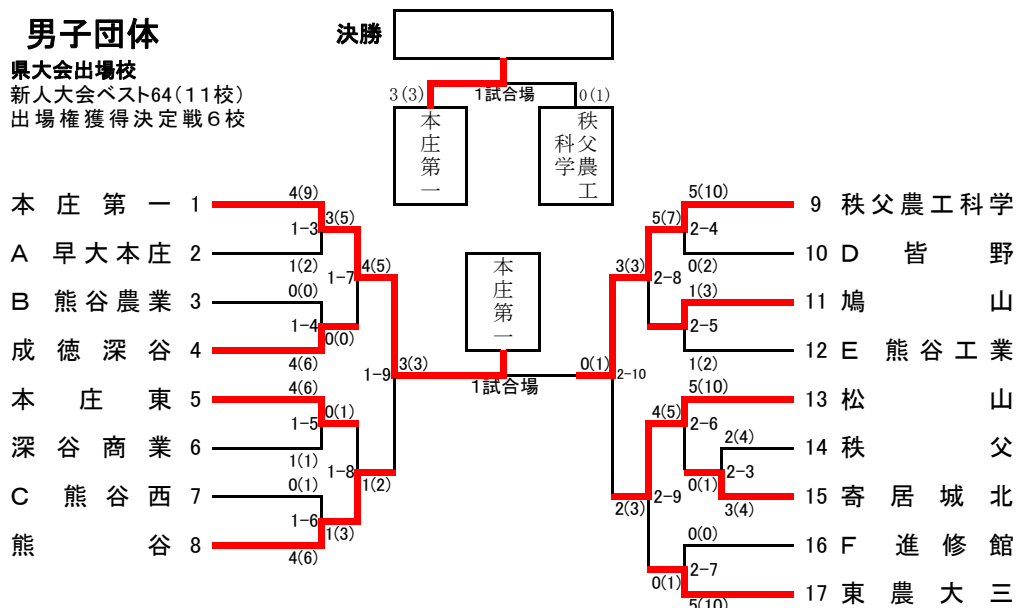 男子団体
決勝
県大会出場校
新人大会ベスト64(11校)
出場権獲得決定戦6校
3(3)
1試合場
0(1)
本庄第一
秩父農工科学
本庄第一 1
4(9)
1-3
3(5)
A 早大本庄 2
1(2)
1-7
4(5)
B 熊谷農業 3
0(0)
1-4
0(0)
成徳深谷 4
4(6)
1-9
3(3)
本庄東 5
4(6)
1-5
0(1)
深谷商業 6
1(1)
1-8
1(2)
C 熊谷西 7
0(1)
1-6
1(3)
熊谷 8
4(6)
本庄第一
1試合場
0(1)
2-10
5(10)
9 秩父農工科学
5(7)
2-4
0(2)
10 D 皆野
3(3)
2-8
1(3)
11 鳩山
2-5
1(2)
12 E 熊谷工業
5(10)
13 松山
4(5)
2-6
2(4)
14 秩父
2-3
0(1)
3(4)
15 寄居城北
2(3)
2-9
0(0)
16 F 進修館
2-7
0(1)
5(10)
17 東農大三